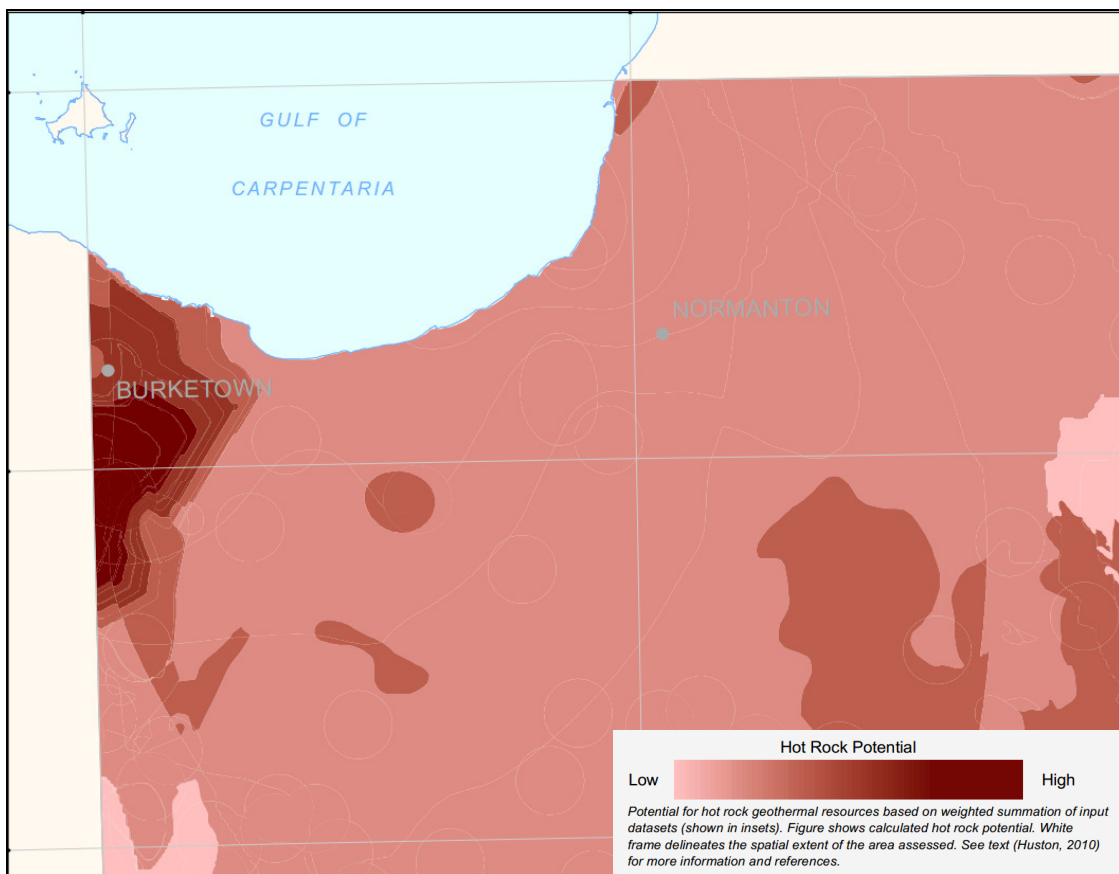 GULF OF
CARPENTARIA
NORMANTON
BURKETOWN
Hot Rock Potential
Low
High
Potential for hot rock geothermal resources based on weighted summation of input
datasets (shown in insets). Figure shows calculated hot rock potential. White
frame delineates the spatial extent of the area assessed. See text (Huston, 2010)
for more information and references.